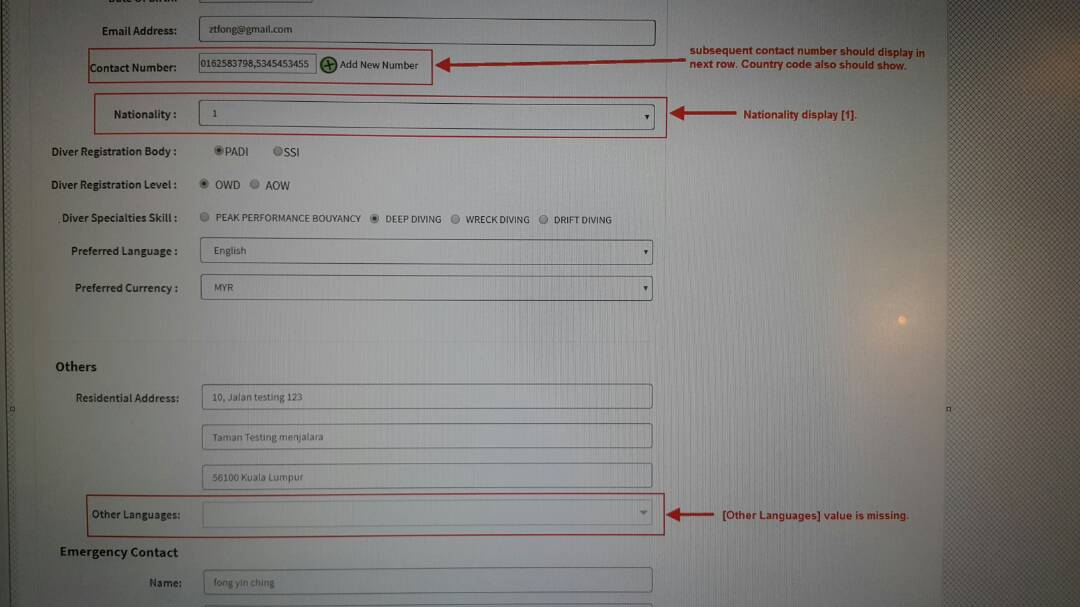 Date of Birth:
Email Address: ztfong@gmail.com
Contact Number: 0162583798,5345453455 Add New Number
subsequent contact number should display in
next row. Country code also should show.
Nationality : 1
Nationality display [1].
Diver Registration Body : PADI SSI
Diver Registration Level : OWD AOW
Diver Specialties Skill : PEAK PERFORMANCE BOUYANCY DEEP DIVING WRECK DIVING DRIFT DIVING
Preferred Language : English
Preferred Currency : MYR
Others
Residential Address: 10, Jalan testing 123
Taman Testing menjalara
56100 Kuala Lumpur
Other Languages:
[Other Languages] value is missing.
Emergency Contact
Name: fong yin ching